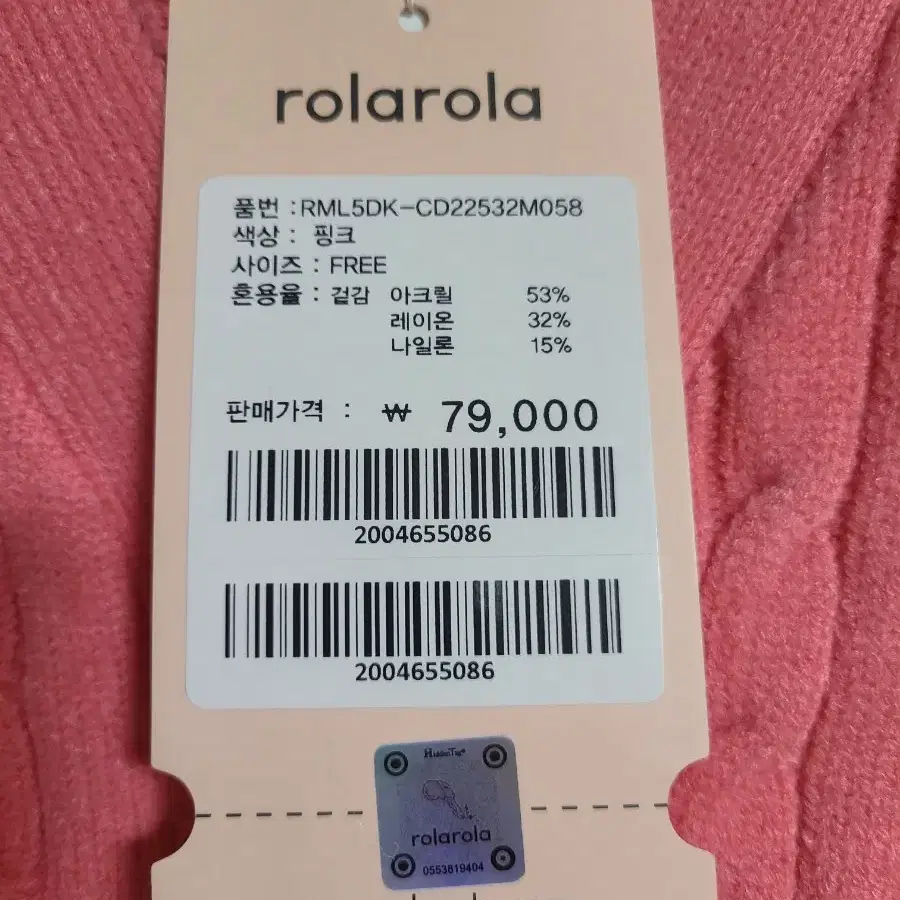 rolarola
품번 :RML5DK-CD22532M058
색상 : 핑크
사이즈 : FREE
혼용율 : 겉감 아크릴 53%
레이온 32%
나일론 15%
판매가격 : ₩ 79,000
2004655086
2004655086
HiddenTag®
rolarola
0553819404